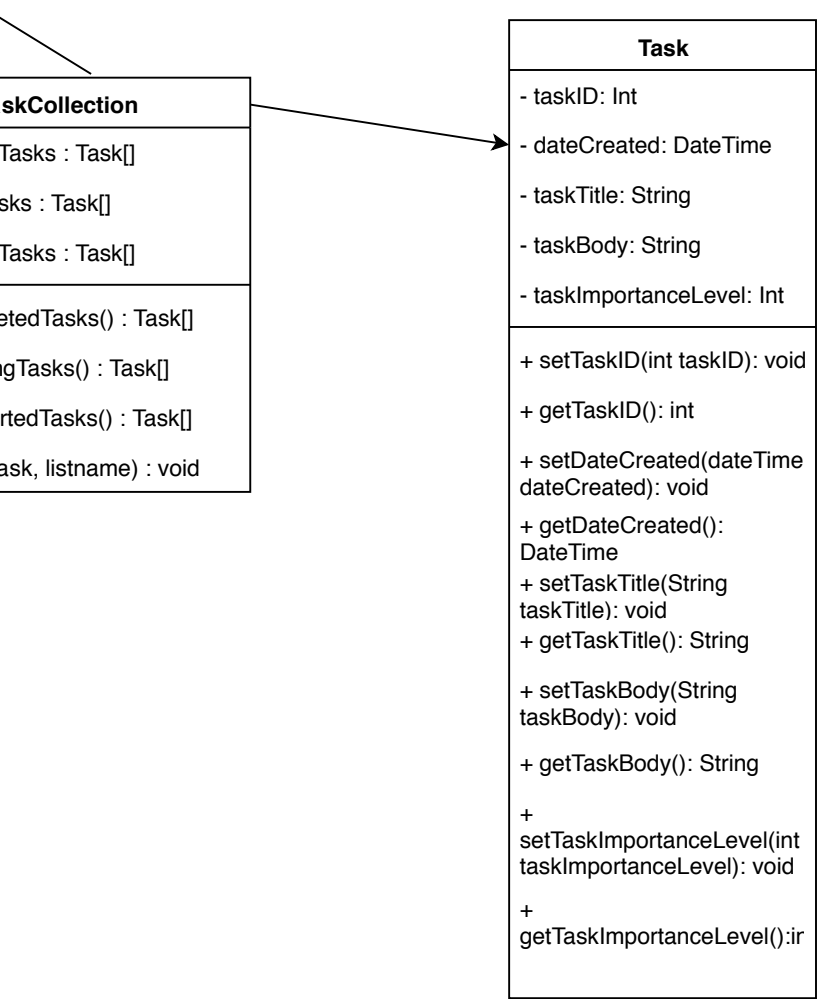 skCollection
Tasks : Task[]
sks : Task[]
Tasks : Task[]
etedTasks() : Task[]
gTasks() : Task[]
rtedTasks() : Task[]
ask, listname) : void
Task
- taskID: Int
- dateCreated: DateTime
- taskTitle: String
- taskBody: String
- taskImportanceLevel: Int
+ setTaskID(int taskID): void
+ getTaskID(): int
+ setDateCreated(dateTime
dateCreated): void
+ getDateCreated():
DateTime
+ setTaskTitle(String
taskTitle): void
+ getTaskTitle(): String
+ setTaskBody(String
taskBody): void
+ getTaskBody(): String
+
setTaskImportanceLevel(int
taskImportanceLevel): void
+
getTaskImportanceLevel():in